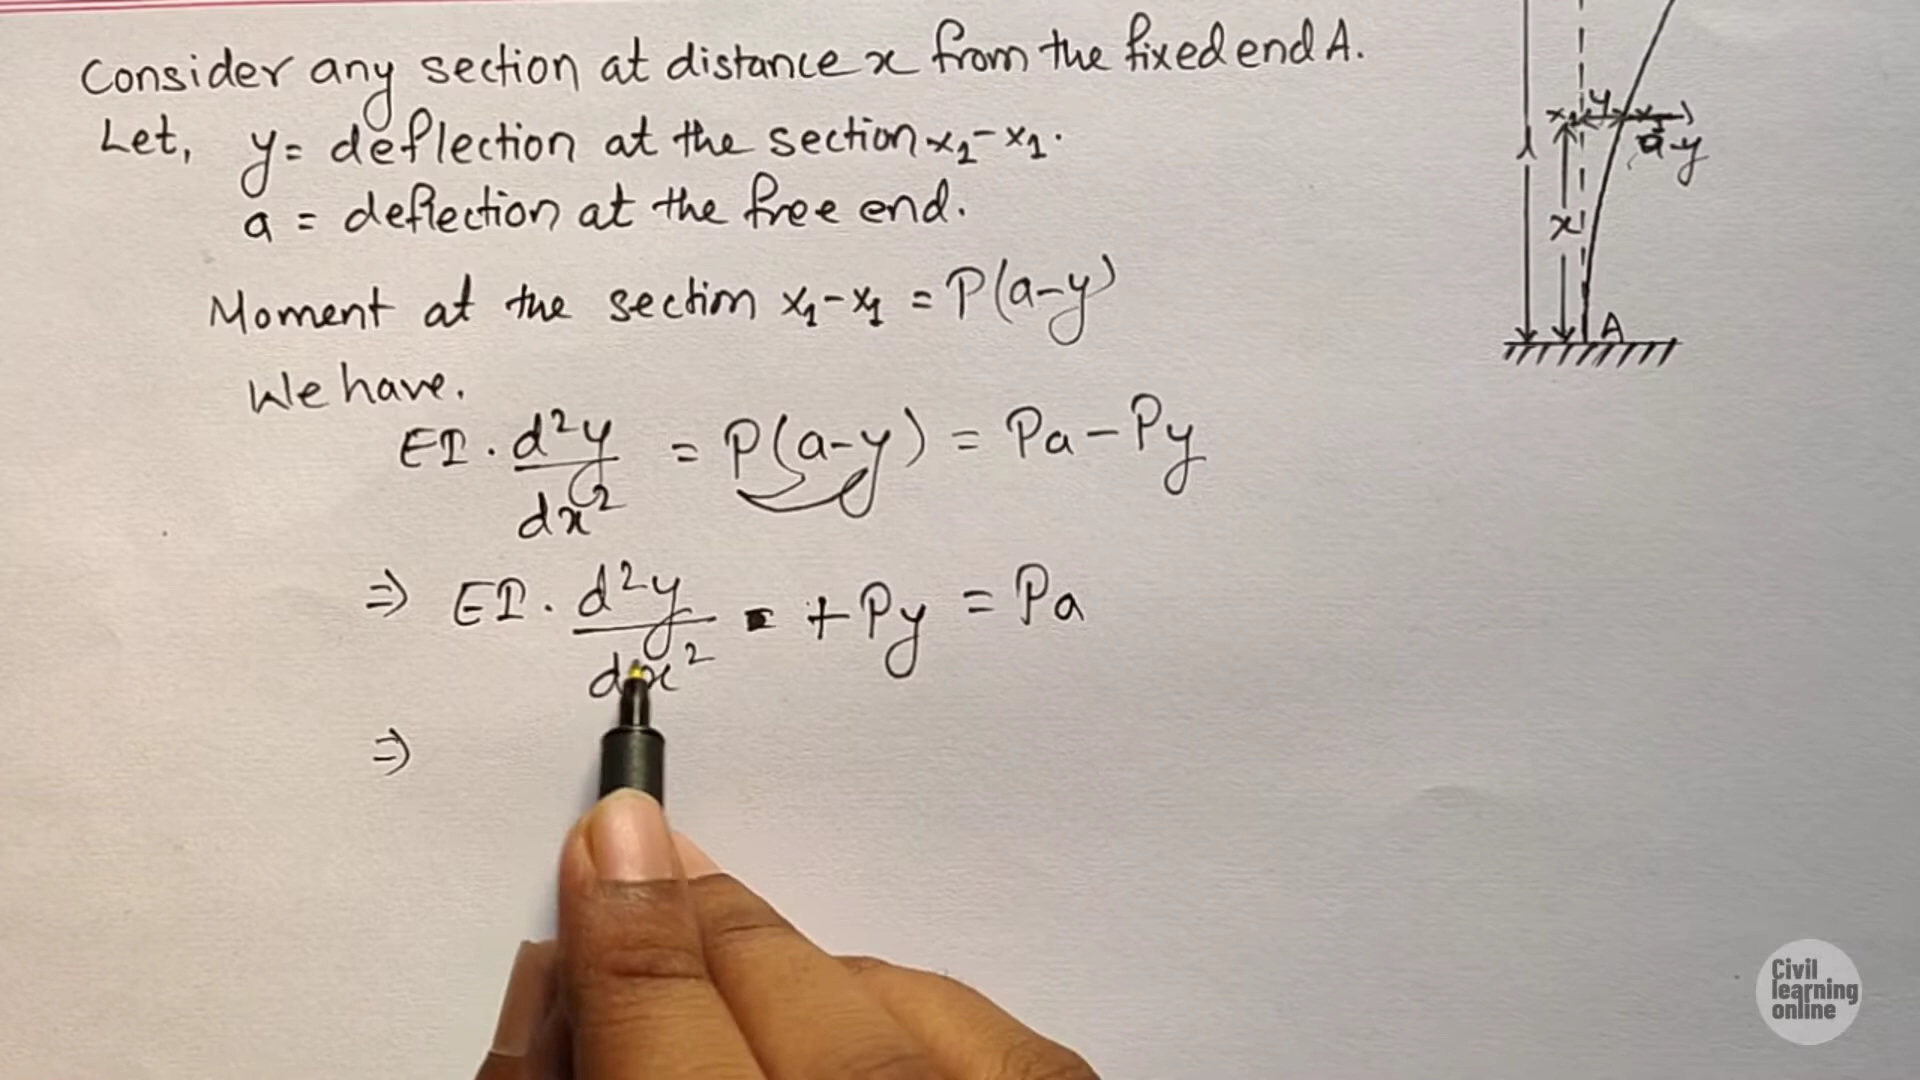 Consider any section at distance x from the fixed end A.
Let, y = deflection at the section x₁-x₁.
a = deflection at the free end.
Moment at the section x₁-x₁ = P(a-y)
We have.
EI · d²y/dx² = P(a-y) = Pa - Py
⇒ EI · d²y/dx² + Py = Pa
⇒
y
a-y
l
x
A
Civil
learning
online